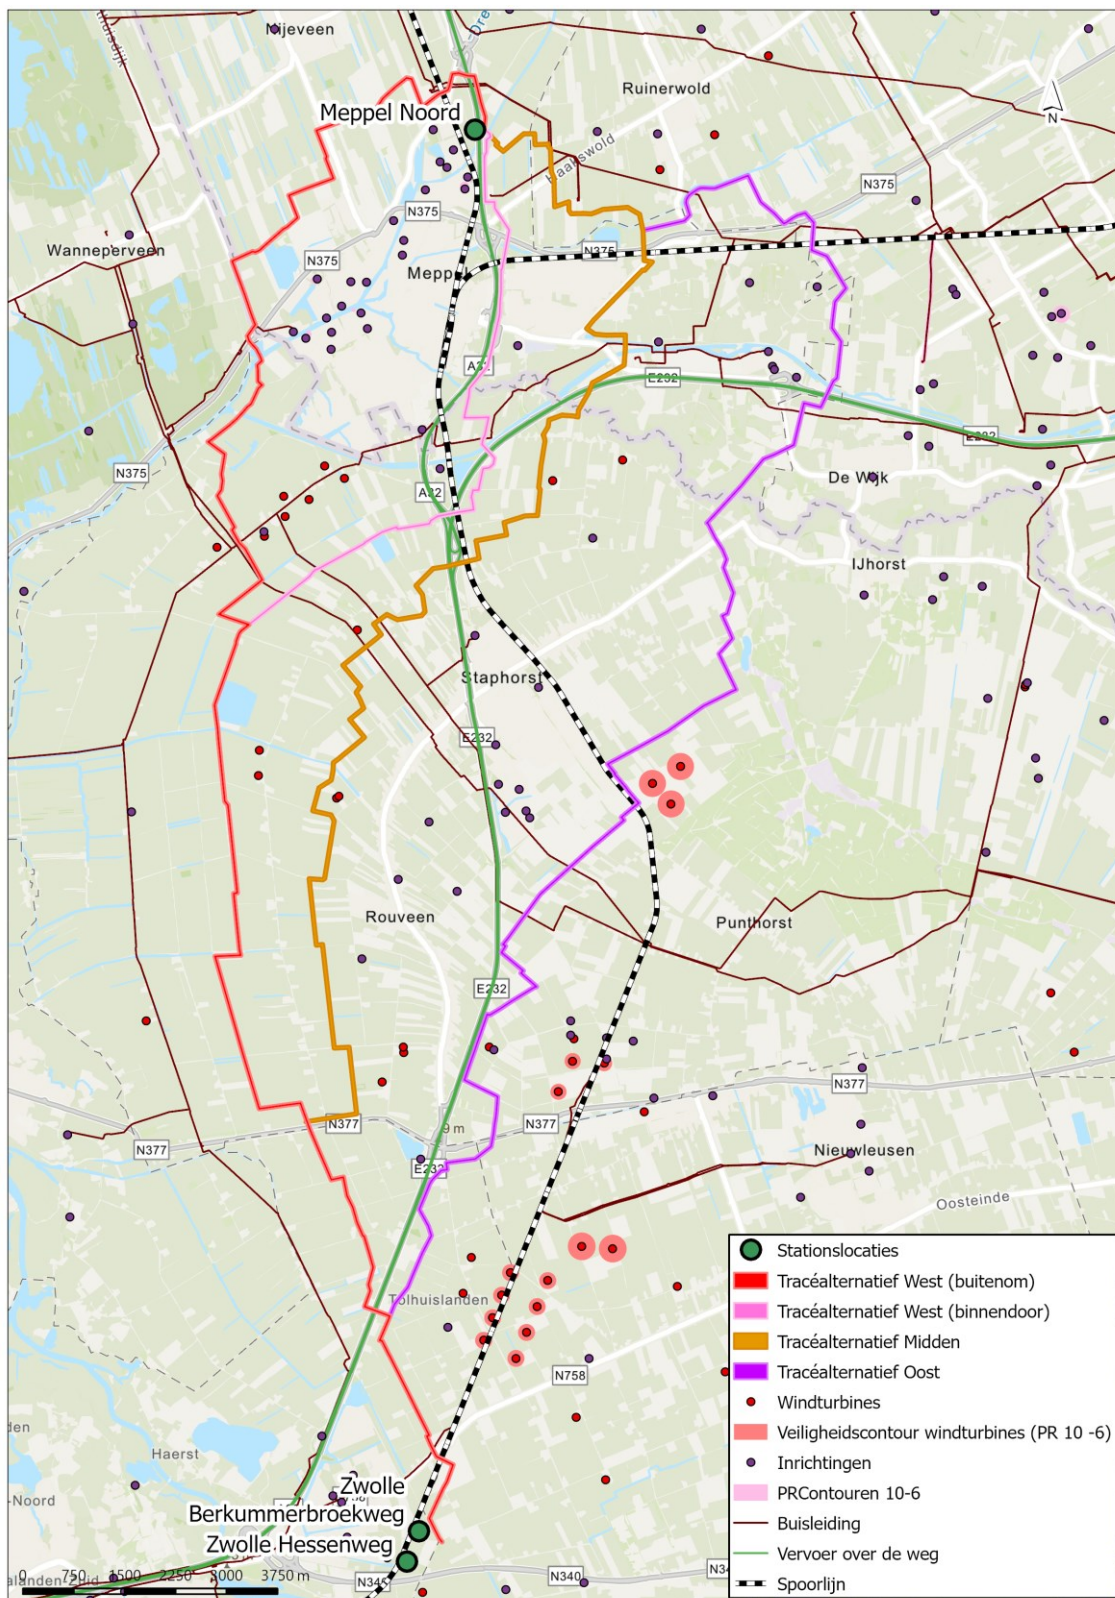 Nijeveen
Ruinerwold
Meppel Noord
N
Haakswold
N375
N375
Wanneperveen
N375
N375
Meppel
E232
N375
A32
De Wijk
IJhorst
Staphorst
E232
Rouveen
Punthorst
E232
N377
N377
N377
N377
9 m
Nieuwleusen
E232
Oosteinde
Tolhuislanden
N758
Haerst
Zwolle
Berkummerbroekweg
Zwolle Hessenweg
N340
0 750 1500 2250 3000 3750 m
Stationslocaties
Tracéalternatief West (buitenom)
Tracéalternatief West (binnendoor)
Tracéalternatief Midden
Tracéalternatief Oost
Windturbines
Veiligheidscontour windturbines (PR 10 -6)
Inrichtingen
PRContouren 10-6
Buisleiding
Vervoer over de weg
Spoorlijn